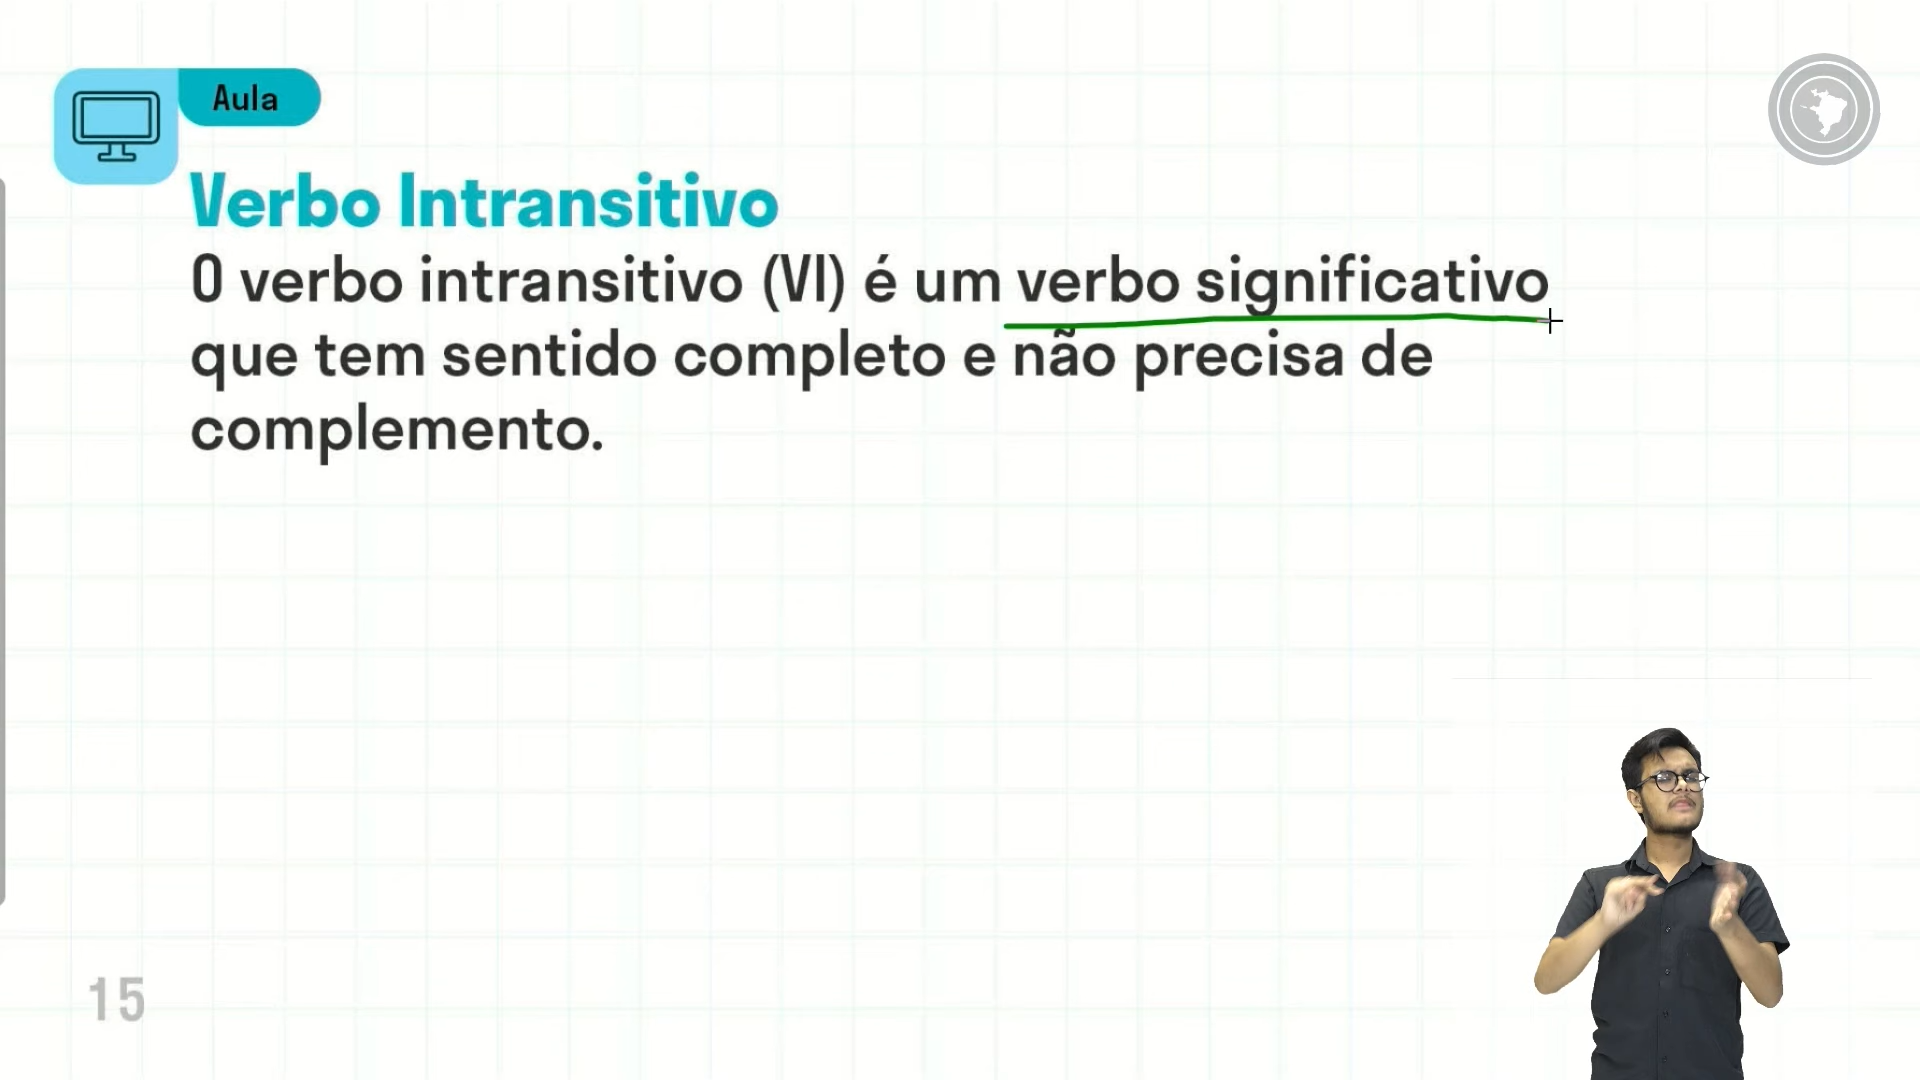 Aula
Verbo Intransitivo
O verbo intransitivo (VI) é um verbo significativo
que tem sentido completo e não precisa de
complemento.
15